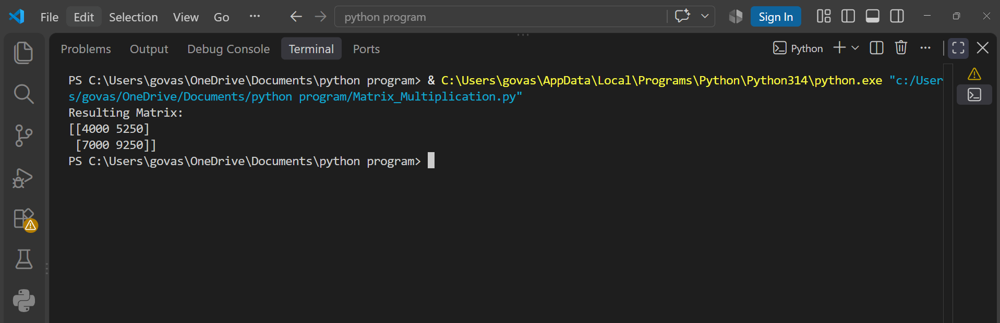 File Edit Selection View Go ··· python program Sign In
Problems Output Debug Console Terminal Ports Python
PS C:\Users\govas\OneDrive\Documents\python program> & C:\Users\govas\AppData\Local\Programs\Python\Python314\python.exe "c:/User
s/govas/OneDrive/Documents/python program/Matrix_Multiplication.py"
Resulting Matrix:
[[4000 5250]
 [7000 9250]]
PS C:\Users\govas\OneDrive\Documents\python program>